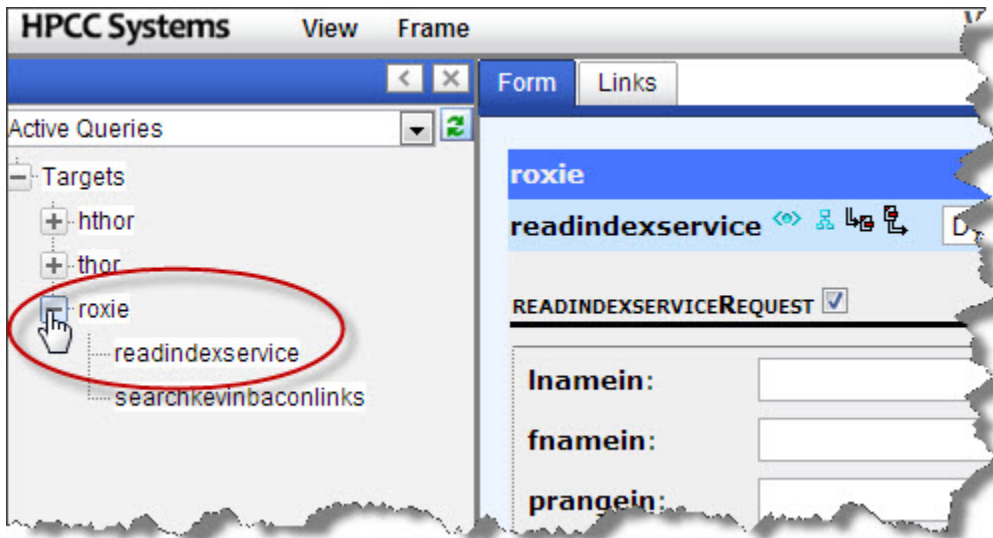 HPCC Systems View Frame
Form Links
Active Queries
Targets
hthor
thor
roxie
readindexservice
searchkevinbaconlinks
roxie
readindexservice
READINDEXSERVICEREQUEST
lnamein:
fnamein:
prangein: